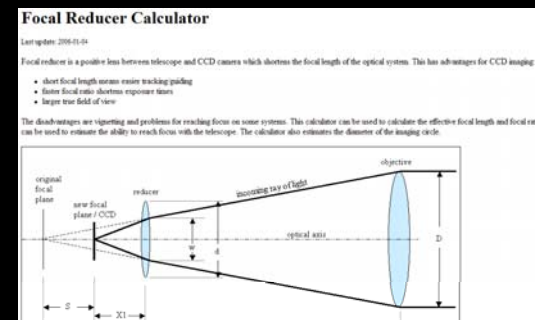 Focal Reducer Calculator
Last update: 2006-01-04
Focal reducer is a positive lens between telescope and CCD camera which shortens the focal length of the optical system. This has advantages for CCD imaging
short focal length means easier tracking/guiding
faster focal ratio shortens exposure times
larger true field of view
The disadvantages are vignetting and problems for reaching focus on some systems. This calculator can be used to calculate the effective focal length and focal rat
can be used to estimate the ability to reach focus with the telescope. The calculator also estimates the diameter of the imaging circle.
objective
original
focal
plane
reducer
incoming ray of light
new focal
plane / CCD
optical axis
w
d
D
S
X1